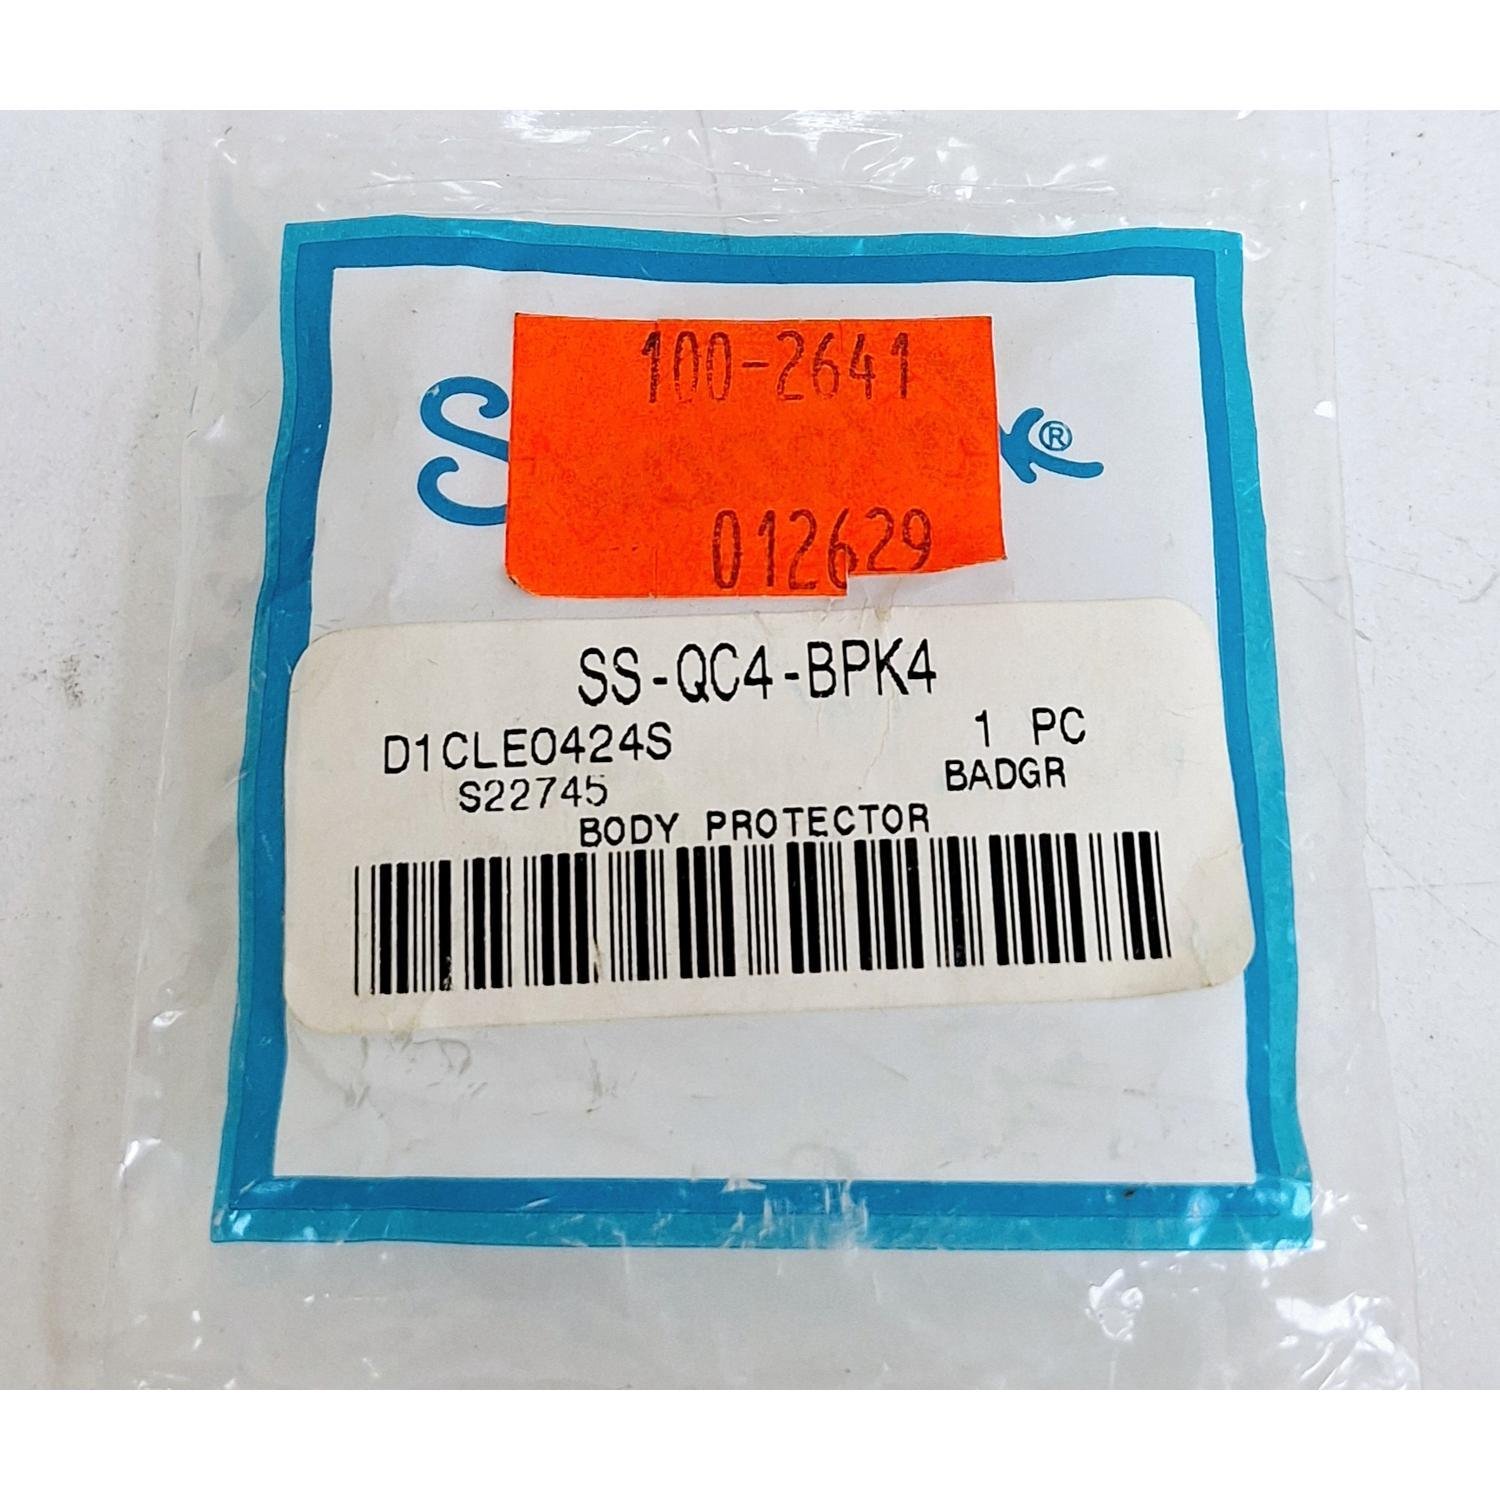 100-2641
®
012629
SS-QC4-BPK4
D1CLE0424S 1 PC
S22745 BADGR
BODY PROTECTOR